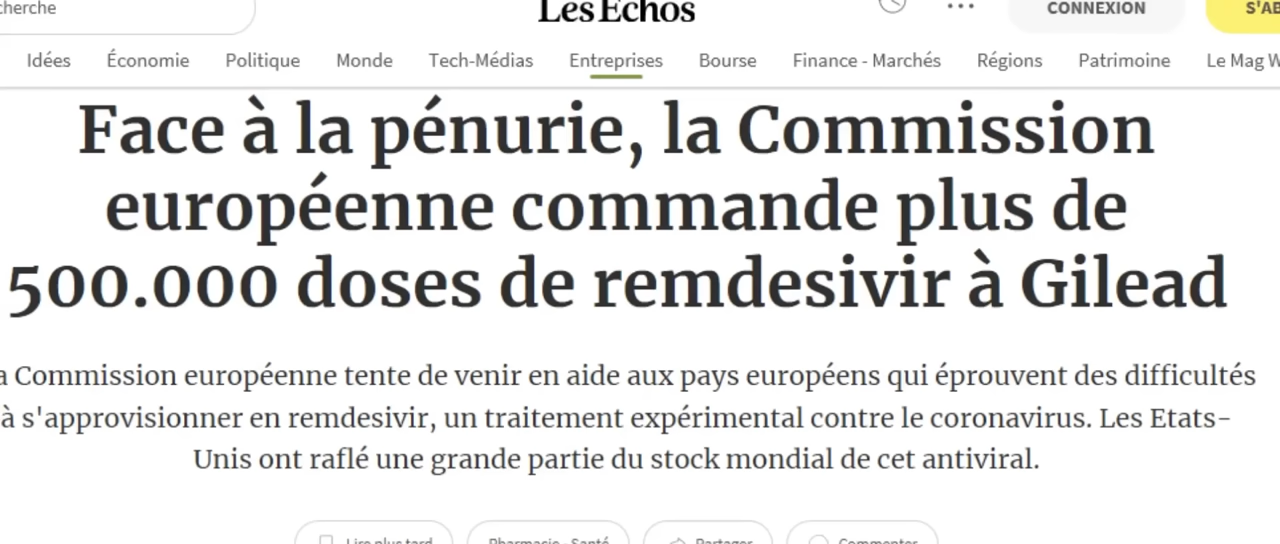 Les Echos
CONNEXION
Idées Économie Politique Monde Tech-Médias Entreprises Bourse Finance - Marchés Régions Patrimoine Le Mag
Face à la pénurie, la Commission
européenne commande plus de
500.000 doses de remdesivir à Gilead
Commission européenne tente de venir en aide aux pays européens qui éprouvent des difficultés
à s'approvisionner en remdesivir, un traitement expérimental contre le coronavirus. Les Etats-
Unis ont raflé une grande partie du stock mondial de cet antiviral.
Lire plus tard Pharmacie - Santé Partager Commenter